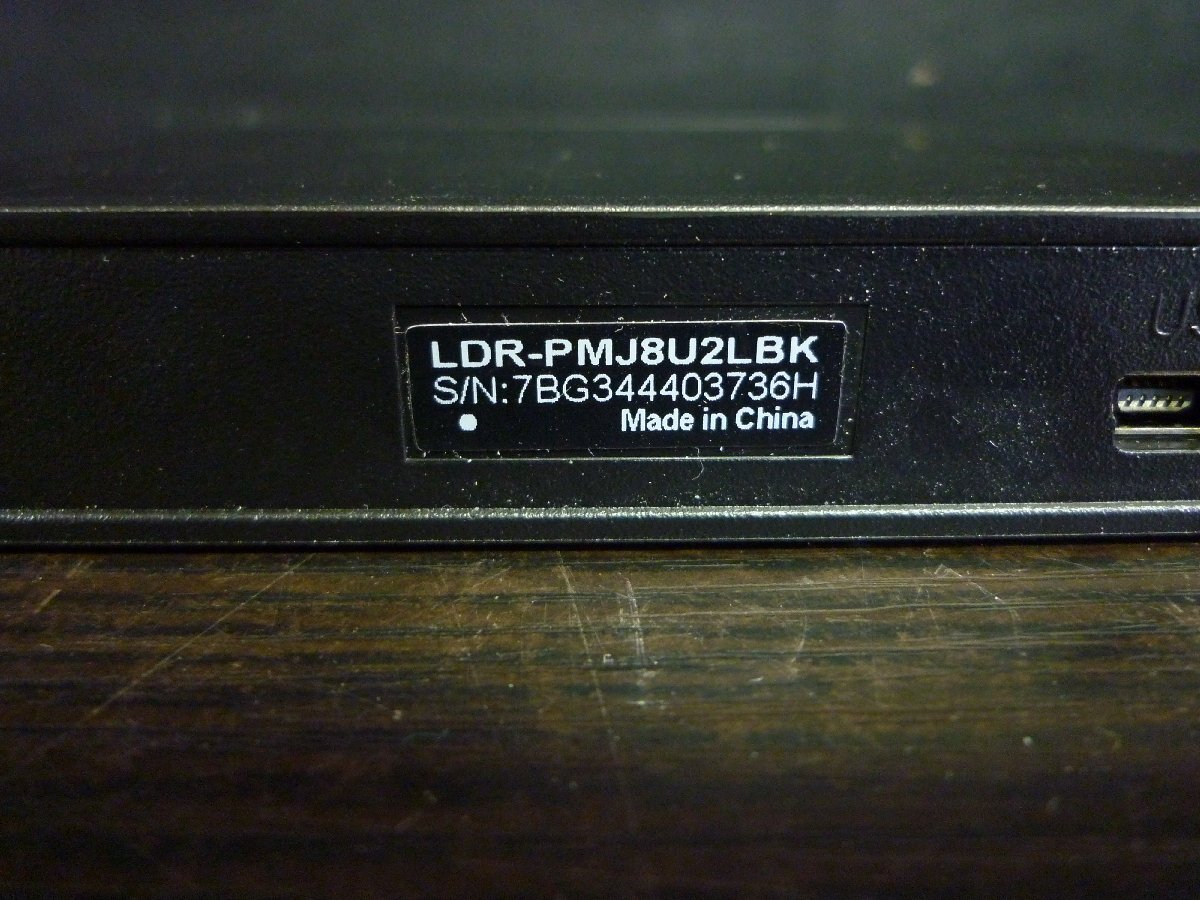 LDR-PMJ8U2LBK
S/N:7BG344403736H
Made in China